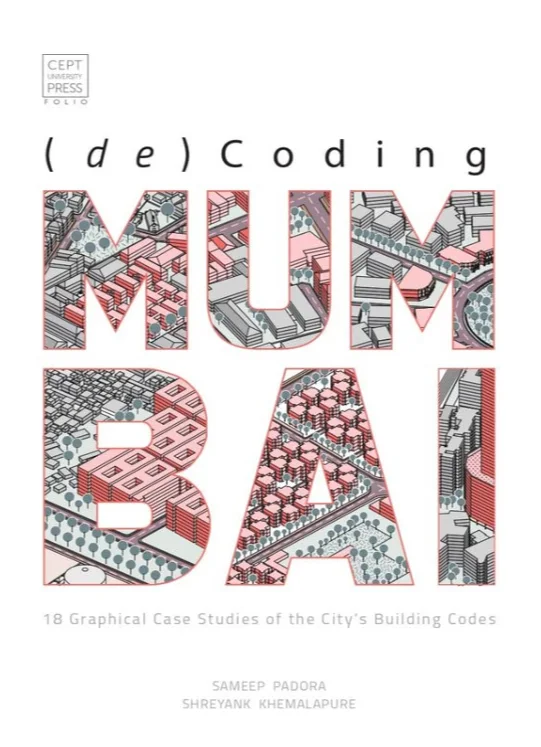 CEPT
UNIVERSITY
PRESS
FOLIO
(de)Coding
MUM
BAI
18 Graphical Case Studies of the City's Building Codes
SAMEEP PADORA
SHREYANK KHEMALAPURE